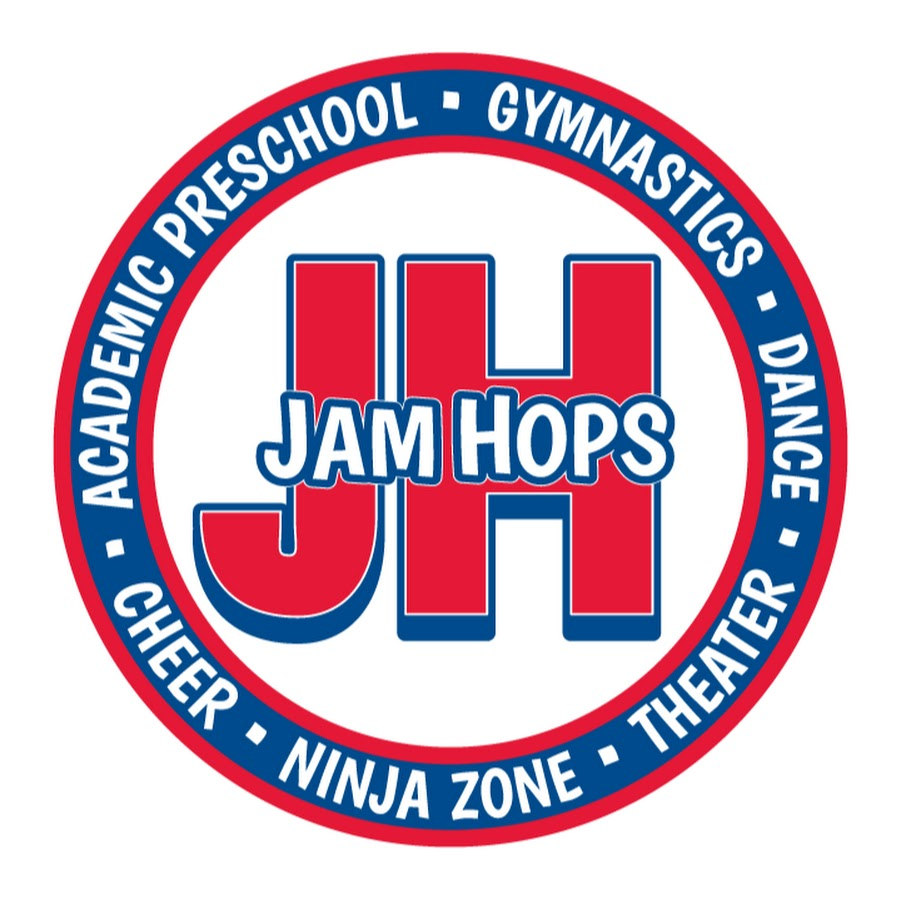 ACADEMIC PRESCHOOL ▪ GYMNASTICS ▪ DANCE ▪ THEATER ▪ NINJA ZONE ▪ CHEER ▪
JH
JAM HOPS